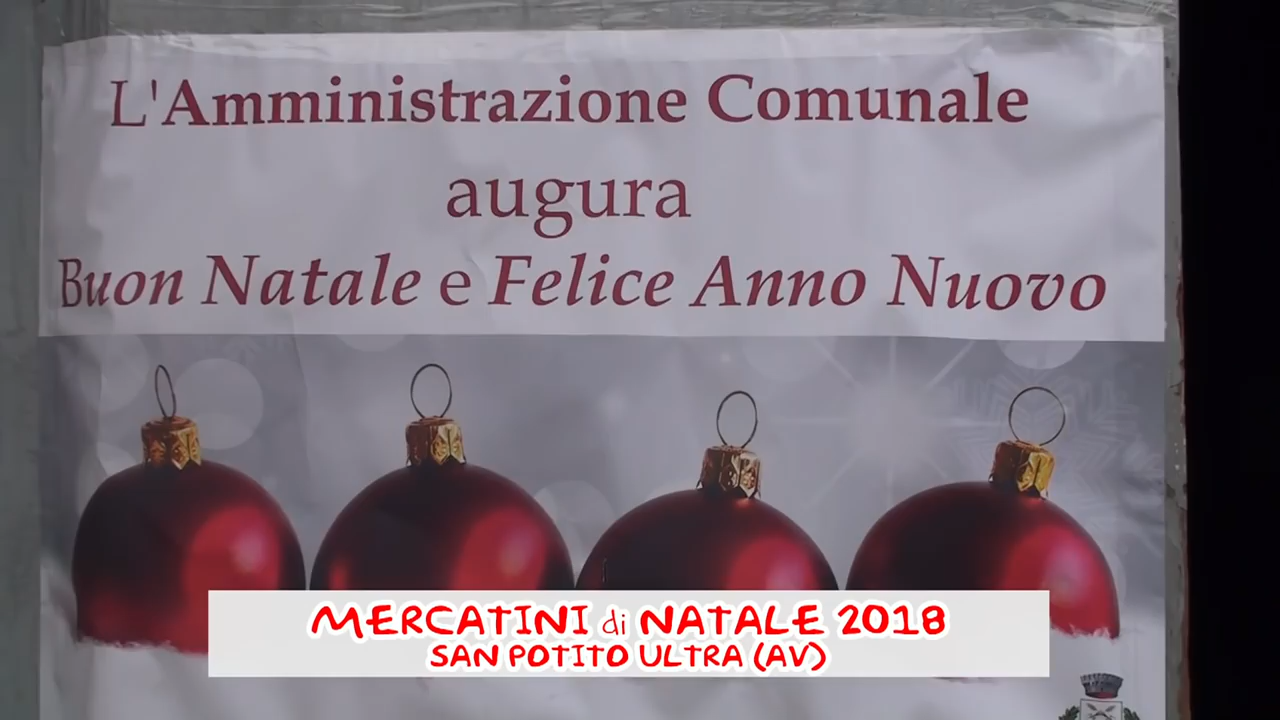 L'Amministrazione Comunale
augura
Buon Natale e Felice Anno Nuovo
MERCATINI di NATALE 2018
SAN POTITO ULTRA (AV)